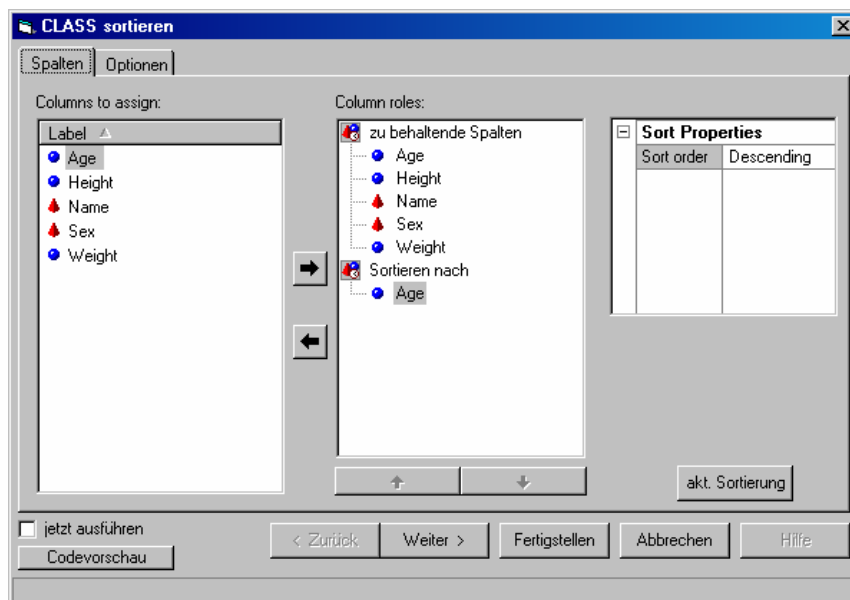 CLASS sortieren
Spalten Optionen
Columns to assign:
Label
Age
Height
Name
Sex
Weight
Column roles:
zu behaltende Spalten
Age
Height
Name
Sex
Weight
Sortieren nach
Age
Sort Properties
Sort order Descending
akt. Sortierung
jetzt ausführen
Codevorschau
< Zurück Weiter > Fertigstellen Abbrechen Hilfe